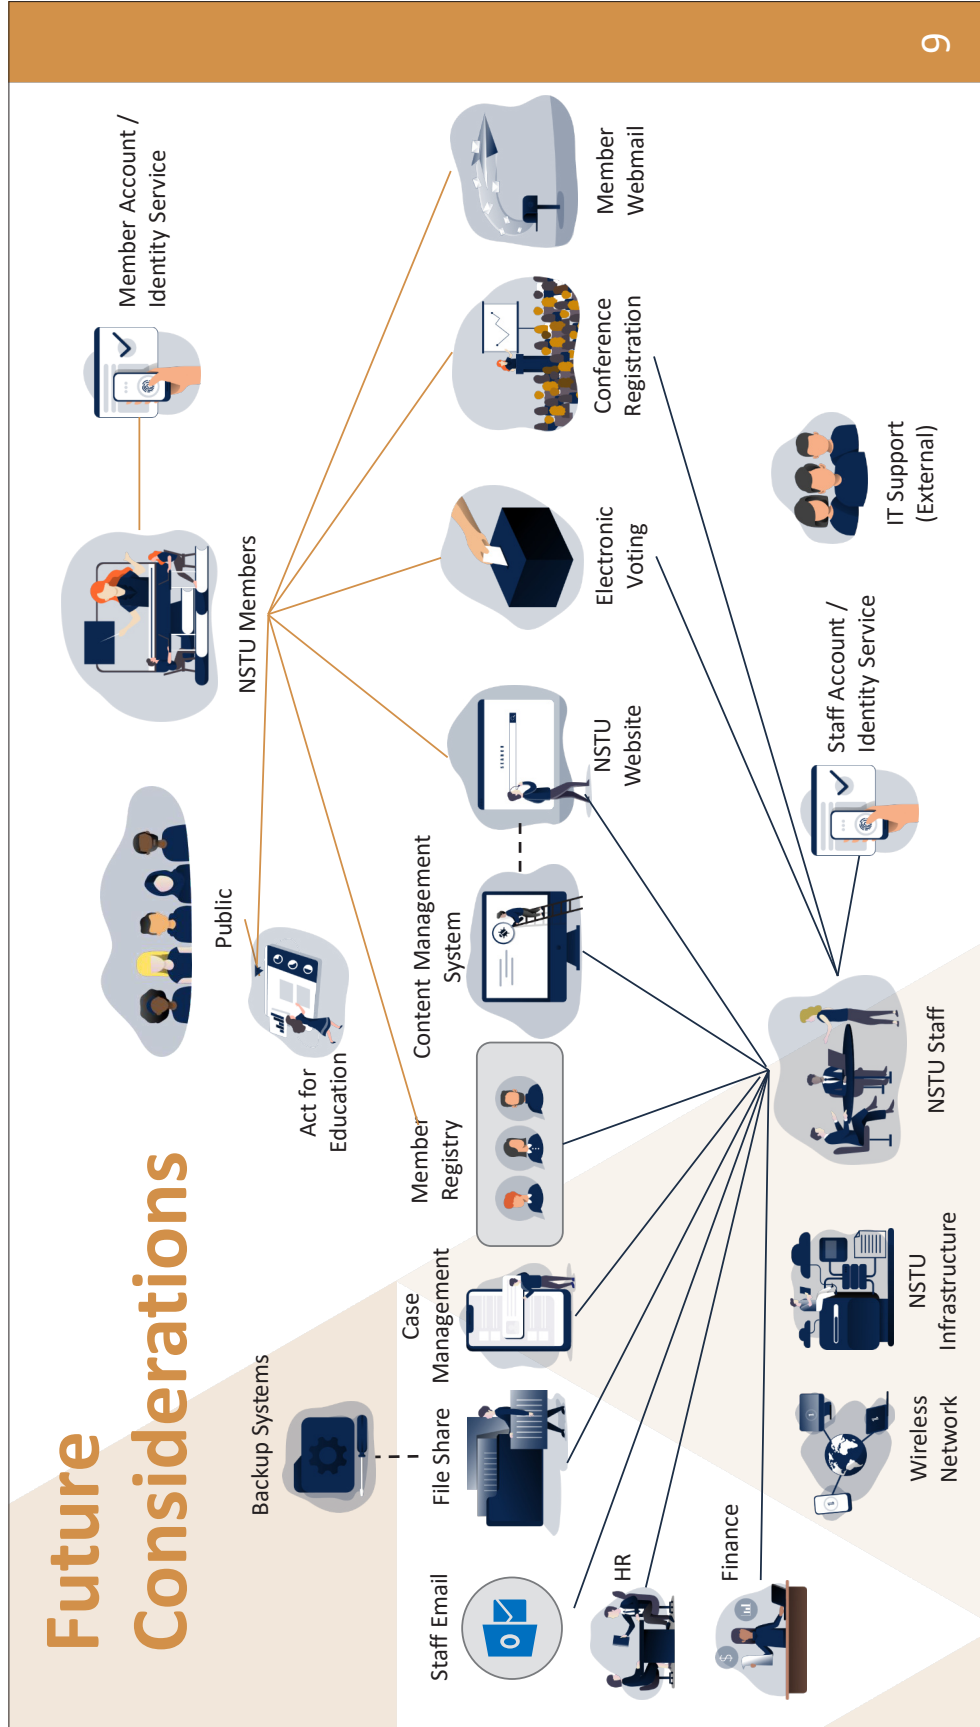 Future
Considerations
Public
NSTU Members
Member Account /
Identity Service
Act for
Education
Backup Systems
Staff Email
File Share
Case
Management
Member
Registry
Content Management
System
NSTU
Website
Electronic
Voting
Conference
Registration
Member
Webmail
HR
Finance
Wireless
Network
NSTU
Infrastructure
NSTU Staff
Staff Account /
Identity Service
IT Support
(External)
9